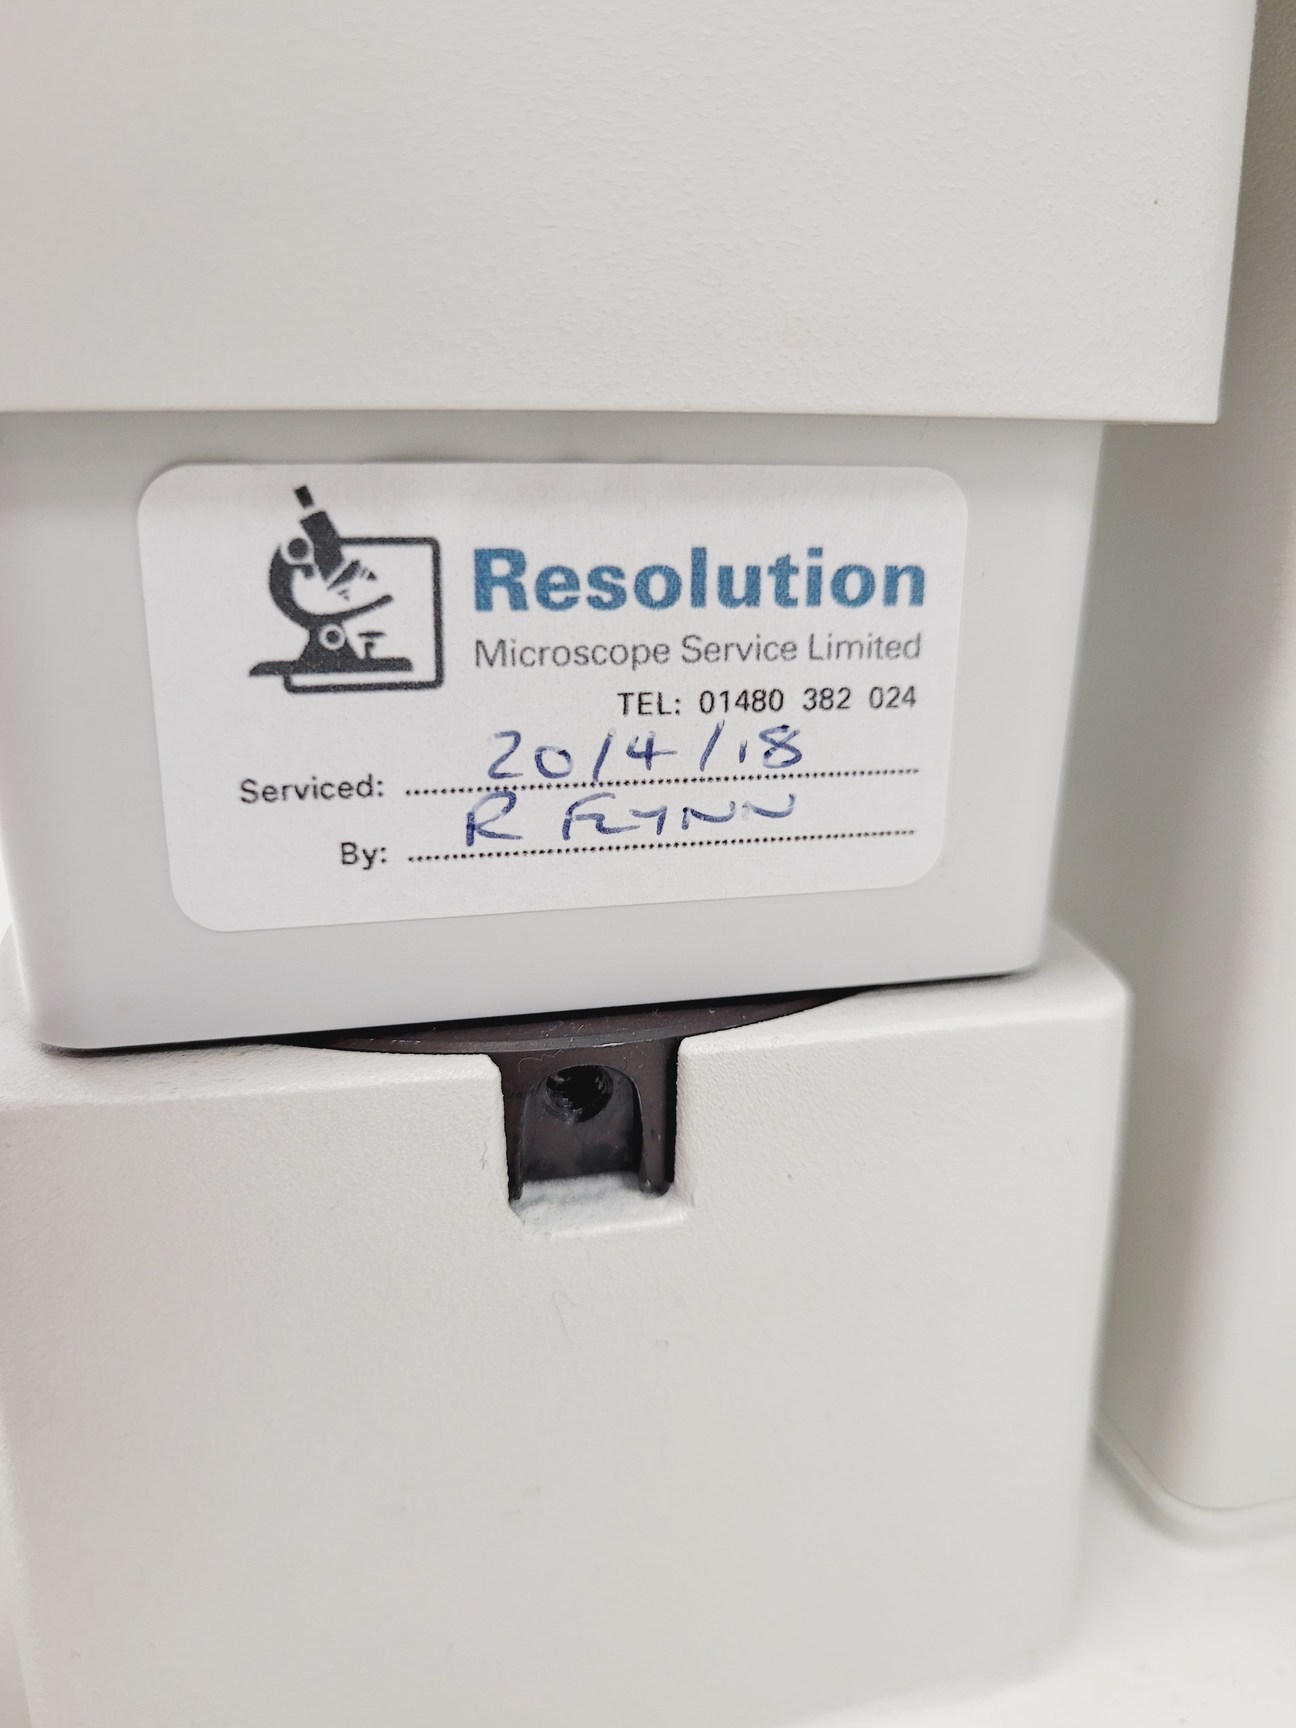 Resolution
Microscope Service Limited
TEL: 01480 382 024
Serviced: 20/4/18
By: R FLYNN